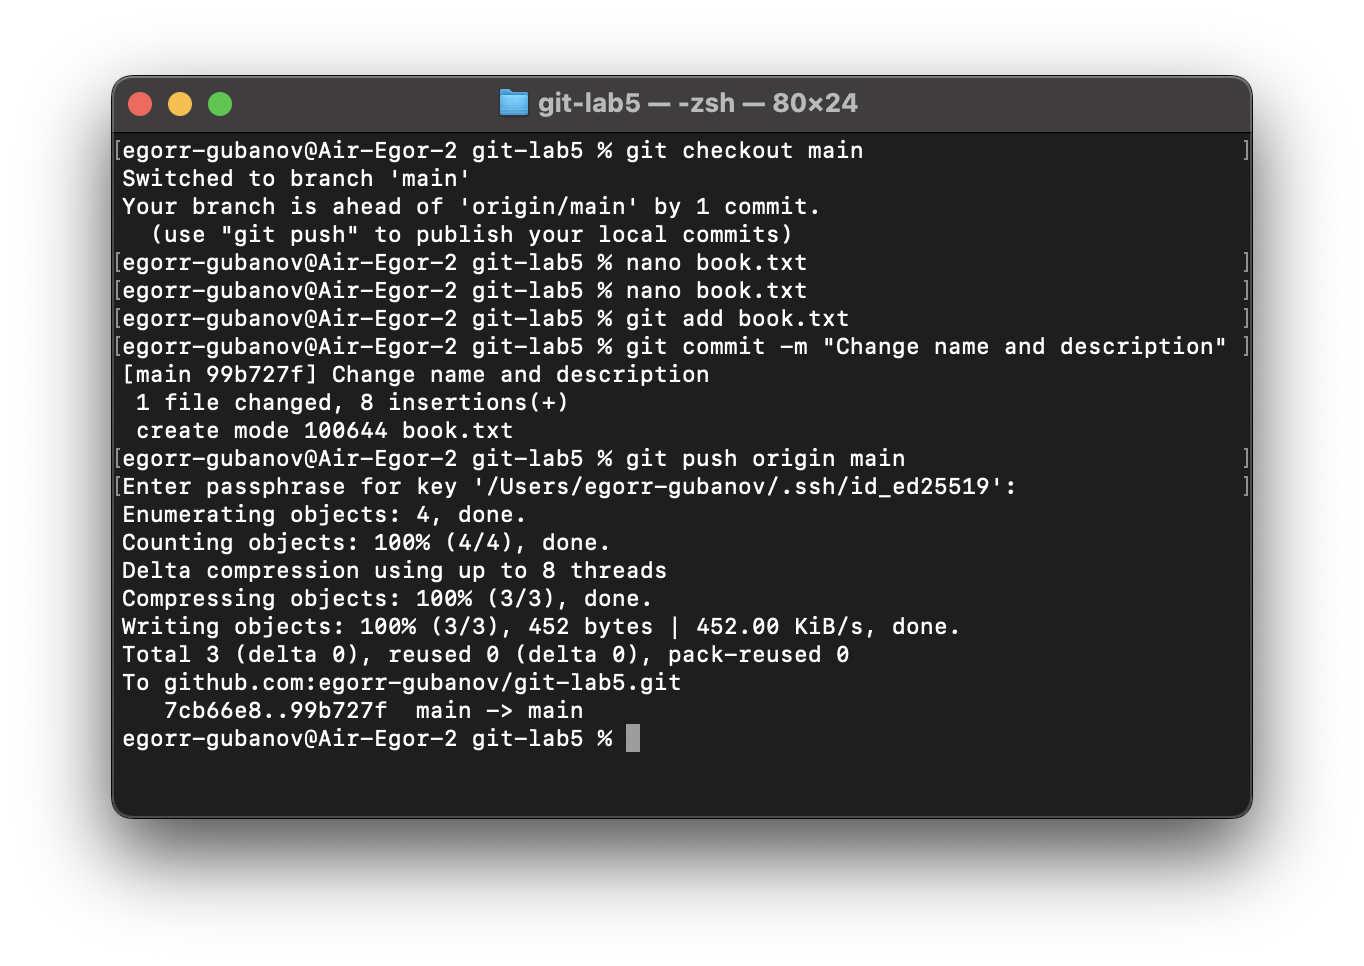 git-lab5 — -zsh — 80×24
[egorr-gubanov@Air-Egor-2 git-lab5 % git checkout main ]
Switched to branch 'main'
Your branch is ahead of 'origin/main' by 1 commit.
  (use "git push" to publish your local commits)
[egorr-gubanov@Air-Egor-2 git-lab5 % nano book.txt ]
[egorr-gubanov@Air-Egor-2 git-lab5 % nano book.txt ]
[egorr-gubanov@Air-Egor-2 git-lab5 % git add book.txt ]
[egorr-gubanov@Air-Egor-2 git-lab5 % git commit -m "Change name and description" ]
[main 99b727f] Change name and description
 1 file changed, 8 insertions(+)
 create mode 100644 book.txt
[egorr-gubanov@Air-Egor-2 git-lab5 % git push origin main ]
[Enter passphrase for key '/Users/egorr-gubanov/.ssh/id_ed25519': ]
Enumerating objects: 4, done.
Counting objects: 100% (4/4), done.
Delta compression using up to 8 threads
Compressing objects: 100% (3/3), done.
Writing objects: 100% (3/3), 452 bytes | 452.00 KiB/s, done.
Total 3 (delta 0), reused 0 (delta 0), pack-reused 0
To github.com:egorr-gubanov/git-lab5.git
   7cb66e8..99b727f  main -> main
egorr-gubanov@Air-Egor-2 git-lab5 %